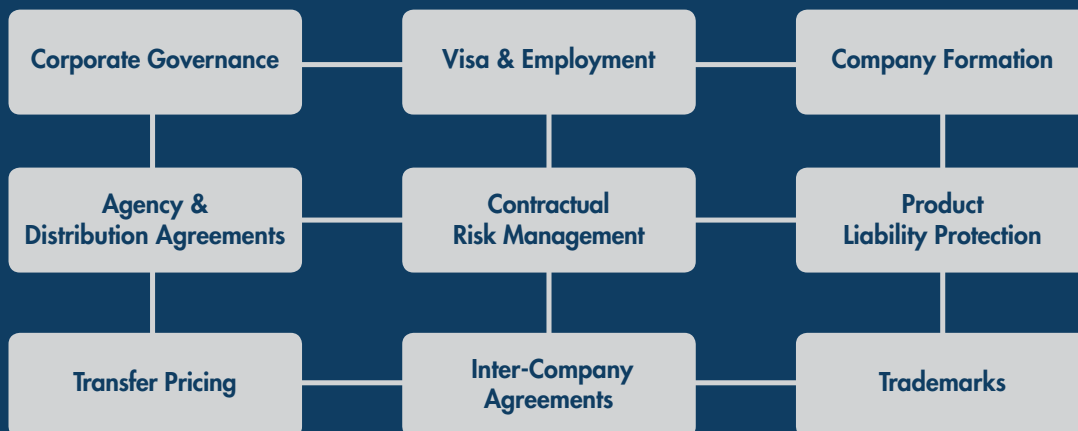 Corporate Governance
Visa & Employment
Company Formation
Agency &
Distribution Agreements
Contractual
Risk Management
Product
Liability Protection
Transfer Pricing
Inter-Company
Agreements
Trademarks